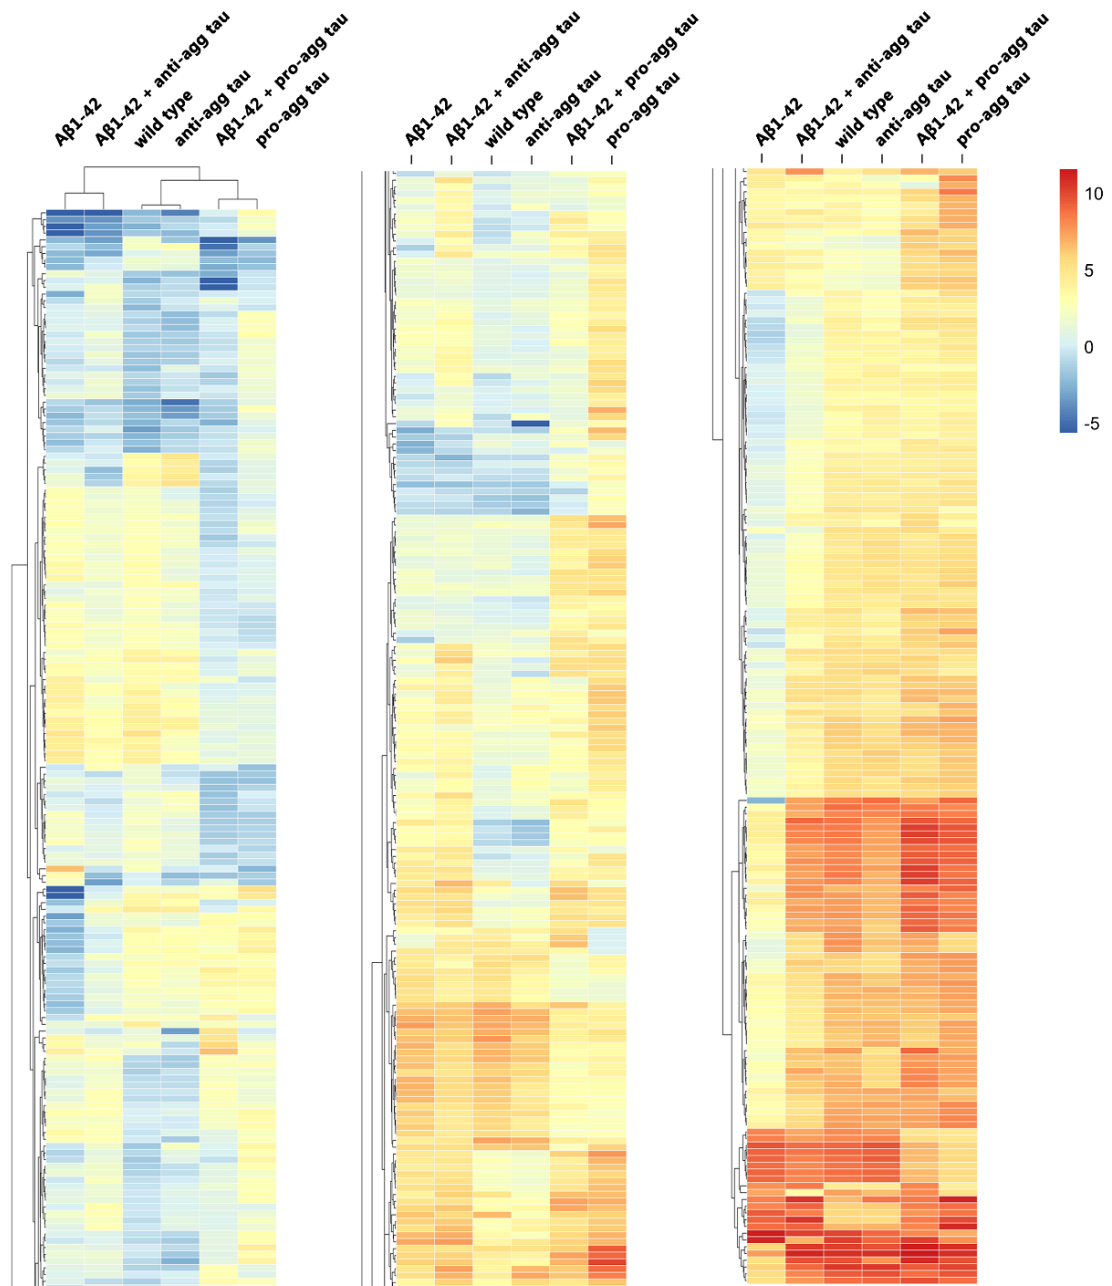 Aβ1-42
Aβ1-42 + anti-agg tau
wild type
anti-agg tau
Aβ1-42 + pro-agg tau
pro-agg tau
Aβ1-42
Aβ1-42 + anti-agg tau
wild type
anti-agg tau
Aβ1-42 + pro-agg tau
pro-agg tau
Aβ1-42
Aβ1-42 + anti-agg tau
wild type
anti-agg tau
Aβ1-42 + pro-agg tau
pro-agg tau
10
5
0
-5